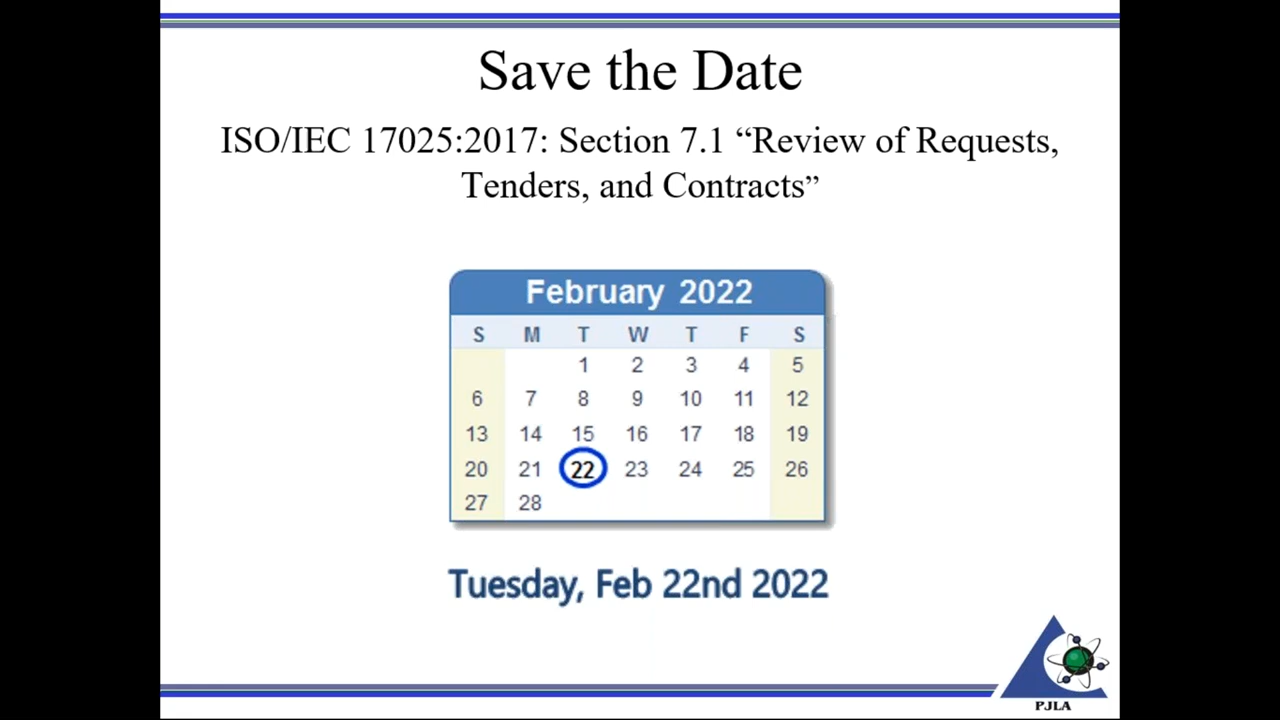 Save the Date
ISO/IEC 17025:2017: Section 7.1 “Review of Requests,
Tenders, and Contracts”
February 2022
S M T W T F S
1 2 3 4 5
6 7 8 9 10 11 12
13 14 15 16 17 18 19
20 21 22 23 24 25 26
27 28
Tuesday, Feb 22nd 2022
PJLA